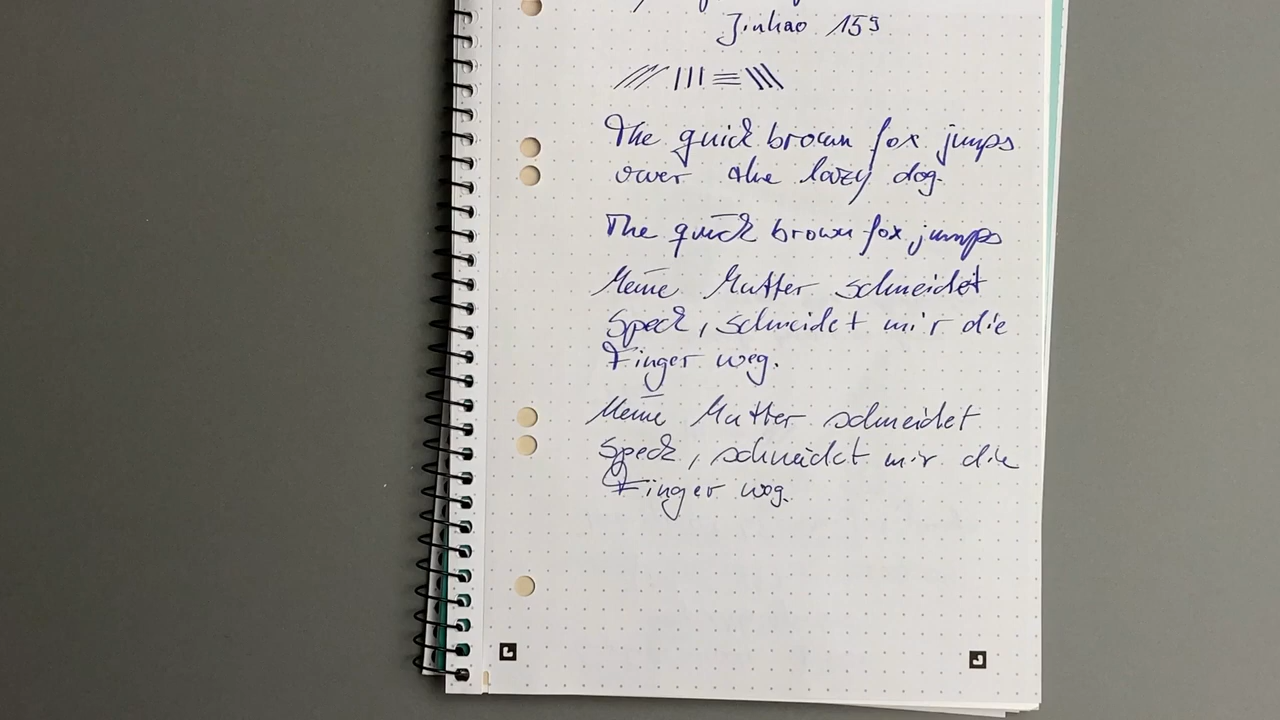 Jinhao 159
The quick brown fox jumps
over the lazy dog.
The quick brown fox jumps
Meine Mutter schneidet
Speck, schneidet mir die
Finger weg.
Meine Mutter schneidet
Speck, schneidet mir die
Finger weg.